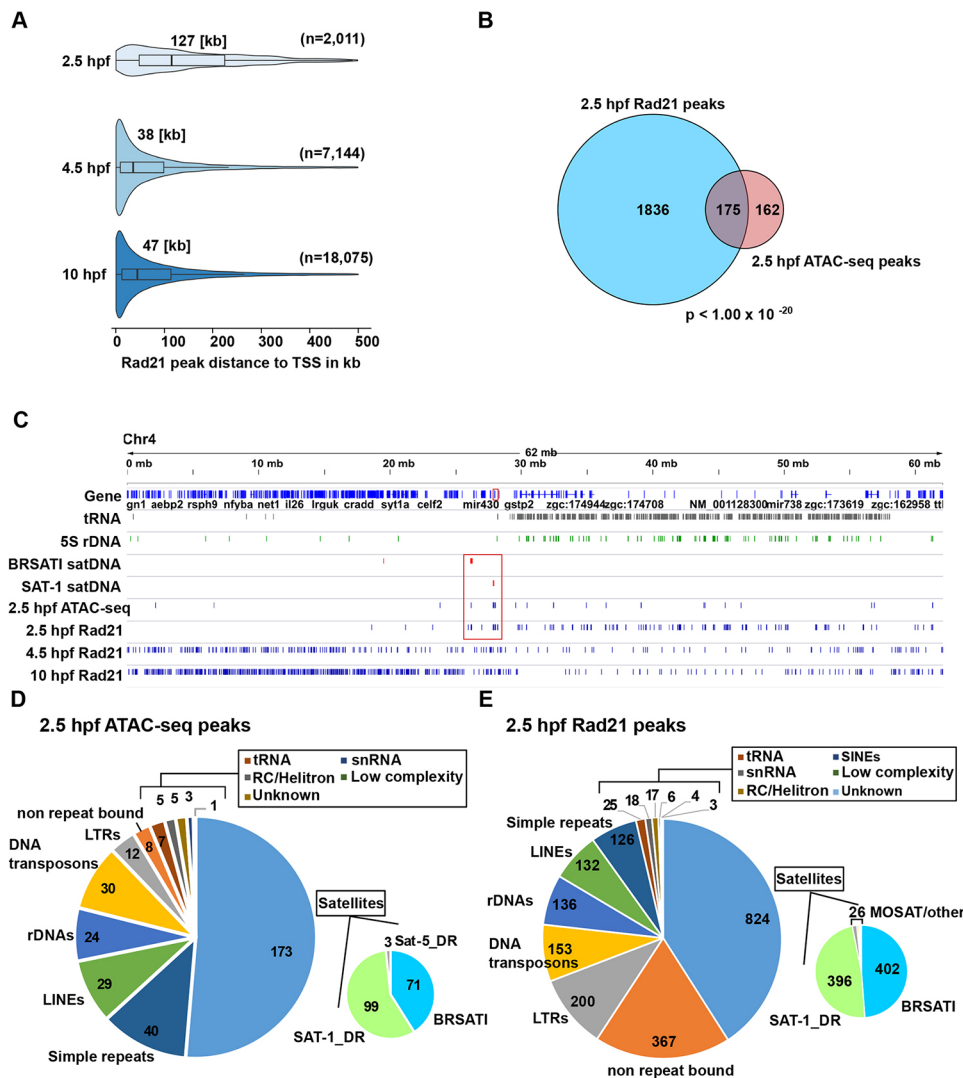 A
127 [kb]
(n=2,011)
2.5 hpf
38 [kb]
(n=7,144)
4.5 hpf
47 [kb]
(n=18,075)
10 hpf
0 100 200 300 400 500
Rad21 peak distance to TSS in kb
B
2.5 hpf Rad21 peaks
1836 175 162
2.5 hpf ATAC-seq peaks
p < 1.00 x 10 -20
C
Chr4
62 mb
0 mb 10 mb 20 mb 30 mb 40 mb 50 mb 60 mb
Gene
gn1 aebp2 rsph9 nfyba net1 il26 lrguk cradd syt1a celf2 mir430 gstp2 zgc:174944 zgc:174708 NM_001128300 mir738 zgc:173619 zgc:162958 ttl
tRNA
5S rDNA
BRSATI satDNA
SAT-1 satDNA
2.5 hpf ATAC-seq
2.5 hpf Rad21
4.5 hpf Rad21
10 hpf Rad21
D
2.5 hpf ATAC-seq peaks
tRNA snRNA
RC/Helitron Low complexity
Unknown
5 5 3 1
non repeat bound
LTRs
DNA transposons
rDNAs
LINEs
Simple repeats
7
8
12
30
24
29
40
173
Satellites
3 Sat-5_DR
71
99
BRSATI
SAT-1_DR
E
2.5 hpf Rad21 peaks
tRNA SINEs
snRNA Low complexity
RC/Helitron Unknown
25 18 17 6 4 3
Simple repeats
LINEs
rDNAs
DNA transposons
LTRs
126
132
136
153
200
367
824
non repeat bound
Satellites
26 MOSAT/other
396 402
SAT-1_DR
BRSATI